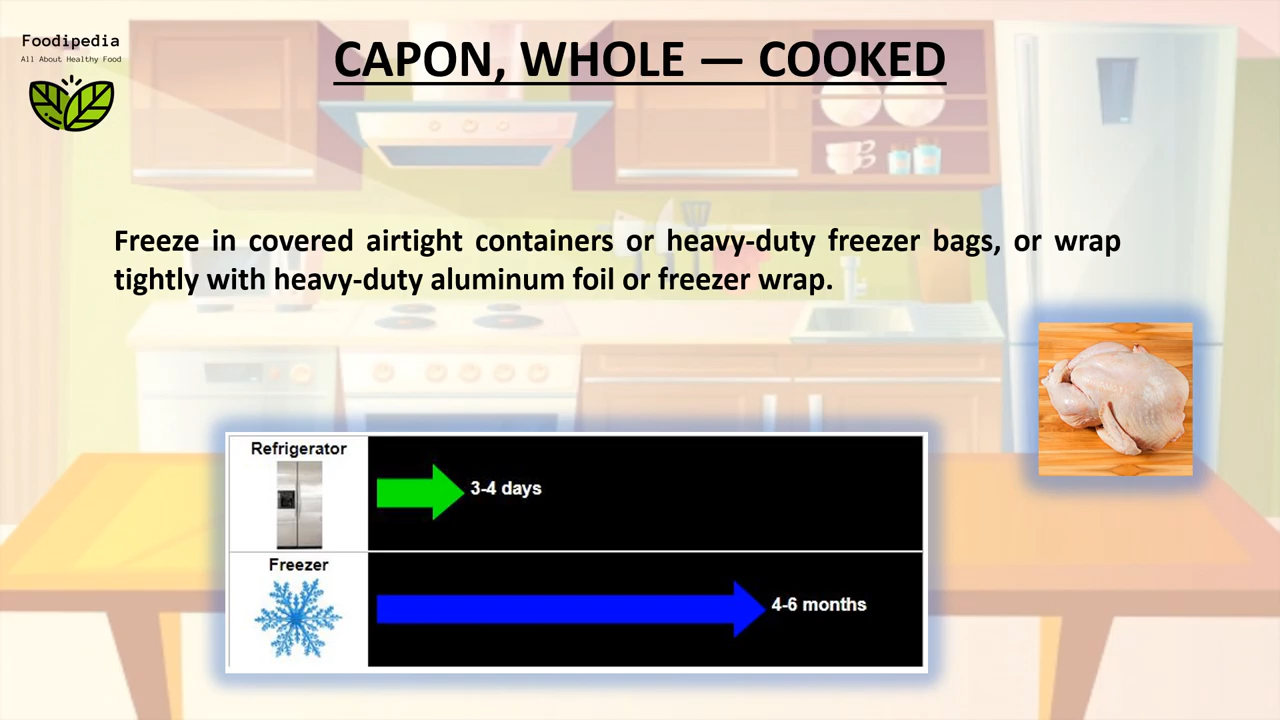 Foodipedia
All About Healthy Food
CAPON, WHOLE — COOKED
Freeze in covered airtight containers or heavy-duty freezer bags, or wrap
tightly with heavy-duty aluminum foil or freezer wrap.
Refrigerator
3-4 days
Freezer
4-6 months